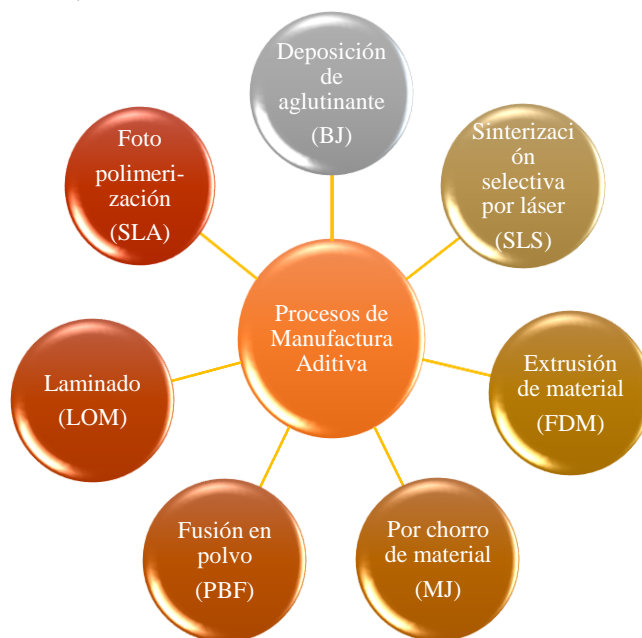 Deposición
de
aglutinante
(BJ)
Sinterizaci
ón
selectiva
por láser
(SLS)
Extrusión
de material
(FDM)
Por chorro
de material
(MJ)
Fusión en
polvo
(PBF)
Laminado
(LOM)
Foto
polimeri-
zación
(SLA)
Procesos de
Manufactura
Aditiva